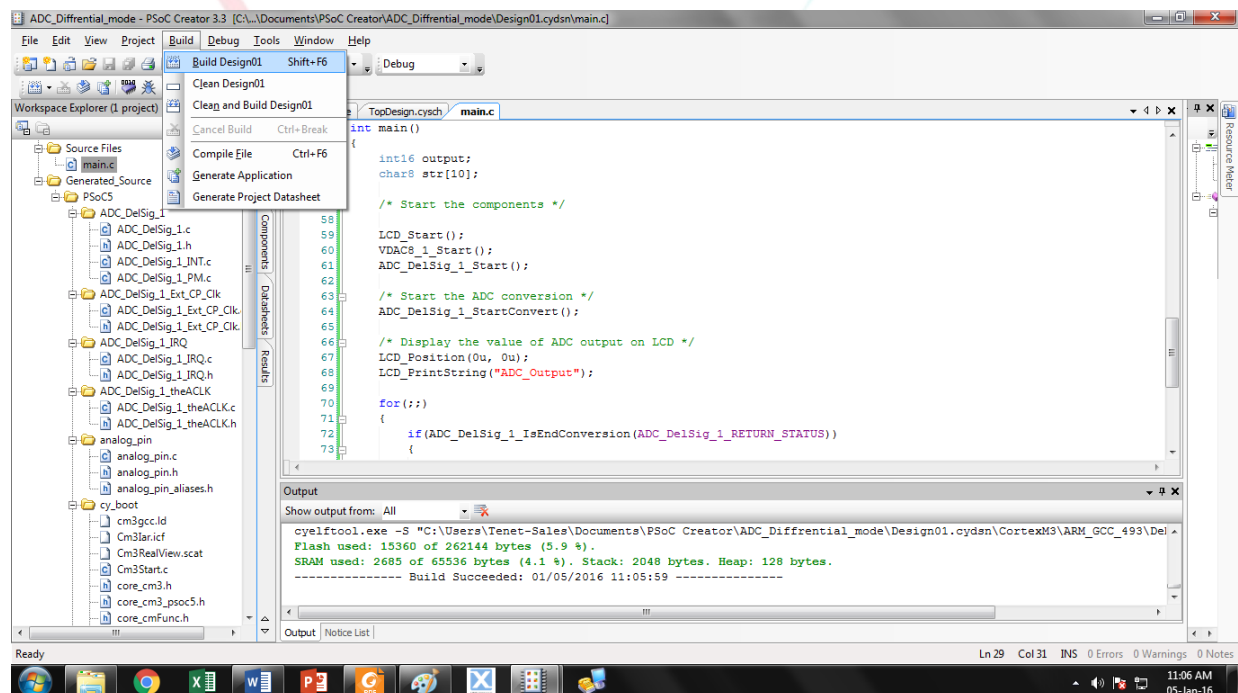 ADC_Diffrential_mode - PSoC Creator 3.3 [C:\...\Documents\PSoC Creator\ADC_Diffrential_mode\Design01.cydsn\main.c]
File Edit View Project Build Debug Tools Window Help
Debug
Build Design01 Shift+F6
Clean Design01
Clean and Build Design01
Cancel Build Ctrl+Break
Compile File Ctrl+F6
Generate Application
Generate Project Datasheet
Workspace Explorer (1 project)
Source Files
main.c
Generated_Source
PSoC5
ADC_DelSig_1
ADC_DelSig_1.c
ADC_DelSig_1.h
ADC_DelSig_1_INT.c
ADC_DelSig_1_PM.c
ADC_DelSig_1_Ext_CP_Clk
ADC_DelSig_1_Ext_CP_Clk.
ADC_DelSig_1_Ext_CP_Clk.
ADC_DelSig_1_IRQ
ADC_DelSig_1_IRQ.c
ADC_DelSig_1_IRQ.h
ADC_DelSig_1_theACLK
ADC_DelSig_1_theACLK.c
ADC_DelSig_1_theACLK.h
analog_pin
analog_pin.c
analog_pin.h
analog_pin_aliases.h
cy_boot
cm3gcc.ld
Cm3Iar.icf
Cm3RealView.scat
Cm3Start.c
core_cm3.h
core_cm3_psoc5.h
core_cmFunc.h
Components
Datasheets
Results
TopDesign.cysch main.c
int main()
{
int16 output;
char8 str[10];
/* Start the components */
58
59 LCD_Start();
60 VDAC8_1_Start();
61 ADC_DelSig_1_Start();
62
63 /* Start the ADC conversion */
64 ADC_DelSig_1_StartConvert();
65
66 /* Display the value of ADC output on LCD */
67 LCD_Position(0u, 0u);
68 LCD_PrintString("ADC_Output");
69
70 for(;;)
71 {
72 if(ADC_DelSig_1_IsEndConversion(ADC_DelSig_1_RETURN_STATUS))
73 {
Resource Meter
Output
Show output from: All
cyelftool.exe -S "C:\Users\Tenet-Sales\Documents\PSoC Creator\ADC_Diffrential_mode\Design01.cydsn\CortexM3\ARM_GCC_493\Del
Flash used: 15360 of 262144 bytes (5.9 %).
SRAM used: 2685 of 65536 bytes (4.1 %). Stack: 2048 bytes. Heap: 128 bytes.
--------------- Build Succeeded: 01/05/2016 11:05:59 ---------------
Output Notice List
Ready Ln 29 Col 31 INS 0 Errors 0 Warnings 0 Notes
11:06 AM
05-Jan-16